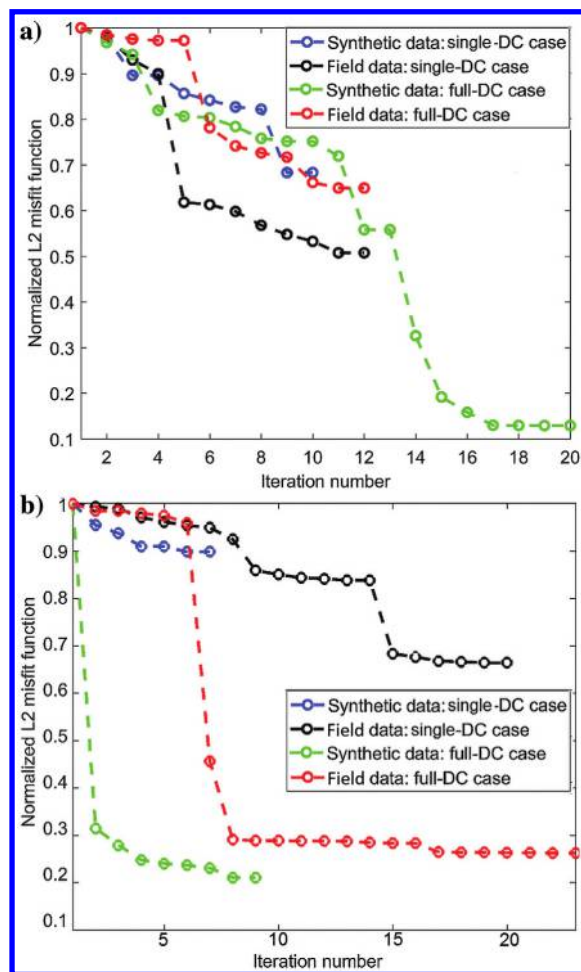 a)
1
0.9
0.8
0.7
0.6
0.5
0.4
0.3
0.2
0.1
Normalized L2 misfit function
Synthetic data: single-DC case
Field data: single-DC case
Synthetic data: full-DC case
Field data: full-DC case
2 4 6 8 10 12 14 16 18 20
Iteration number
b)
1
0.9
0.8
0.7
0.6
0.5
0.4
0.3
0.2
0.1
Normalized L2 misfit function
Synthetic data: single-DC case
Field data: single-DC case
Synthetic data: full-DC case
Field data: full-DC case
5 10 15 20
Iteration number